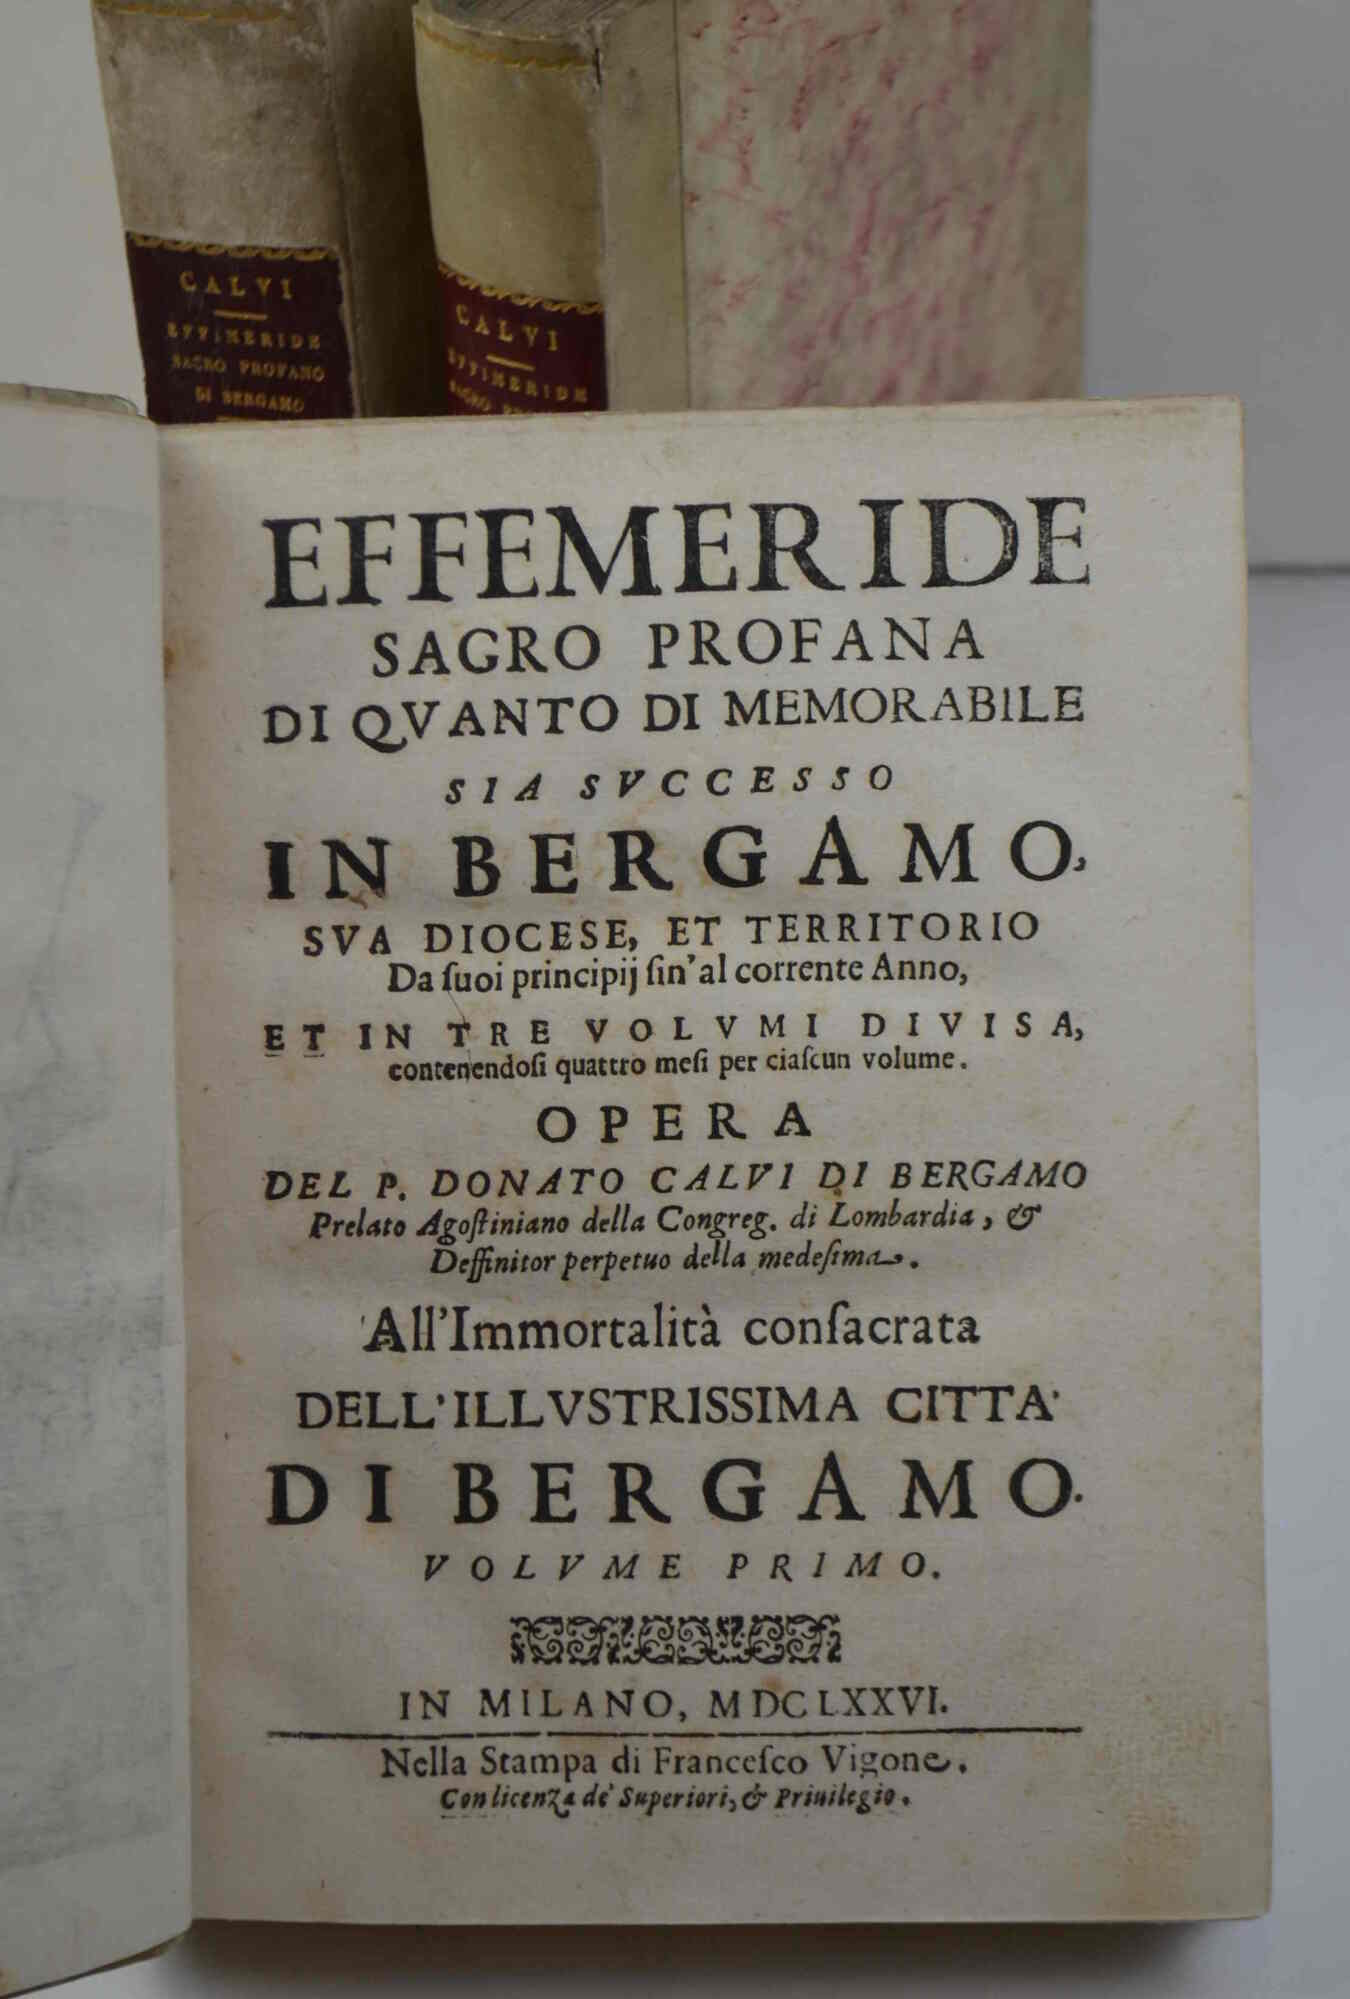 CALVI
EFFIMERIDE
SACRO PROFANO
DI BERGAMO
CALVI
EFFIMERIDE
SACRO
EFFEMERIDE
SAGRO PROFANA
DI QVANTO DI MEMORABILE
SIA SVCCESSO
IN BERGAMO,
SVA DIOCESE, ET TERRITORIO
Da ſuoi principij ſin'al corrente Anno,
ET IN TRE VOLVMI DIVISA,
contenendoſi quattro meſi per ciaſcun volume.
OPERA
DEL P. DONATO CALVI DI BERGAMO
Prelato Agoſtiniano della Congreg. di Lombardia, &
Deffinitor perpetuo della medeſima.
All'Immortalità conſacrata
DELL'ILLVSTRISSIMA CITTA'
DI BERGAMO.
VOLVME PRIMO.
IN MILANO, MDCLXXVI.
Nella Stampa di Franceſco Vigone.
Con licenza de' Superiori, & Priuilegio.